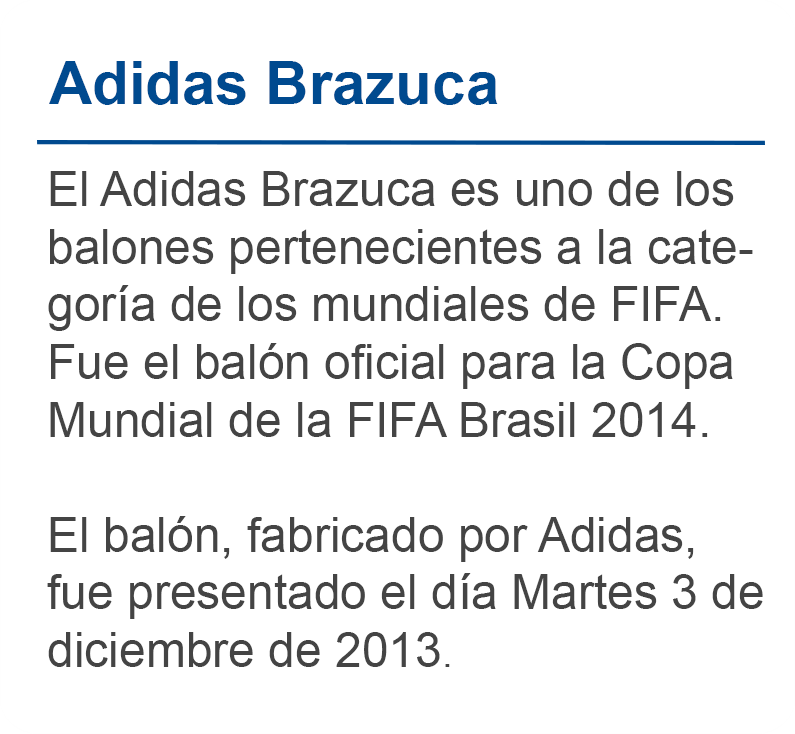 Adidas Brazuca
El Adidas Brazuca es uno de los
balones pertenecientes a la cate-
goría de los mundiales de FIFA.
Fue el balón oficial para la Copa
Mundial de la FIFA Brasil 2014.
El balón, fabricado por Adidas,
fue presentado el día Martes 3 de
diciembre de 2013.